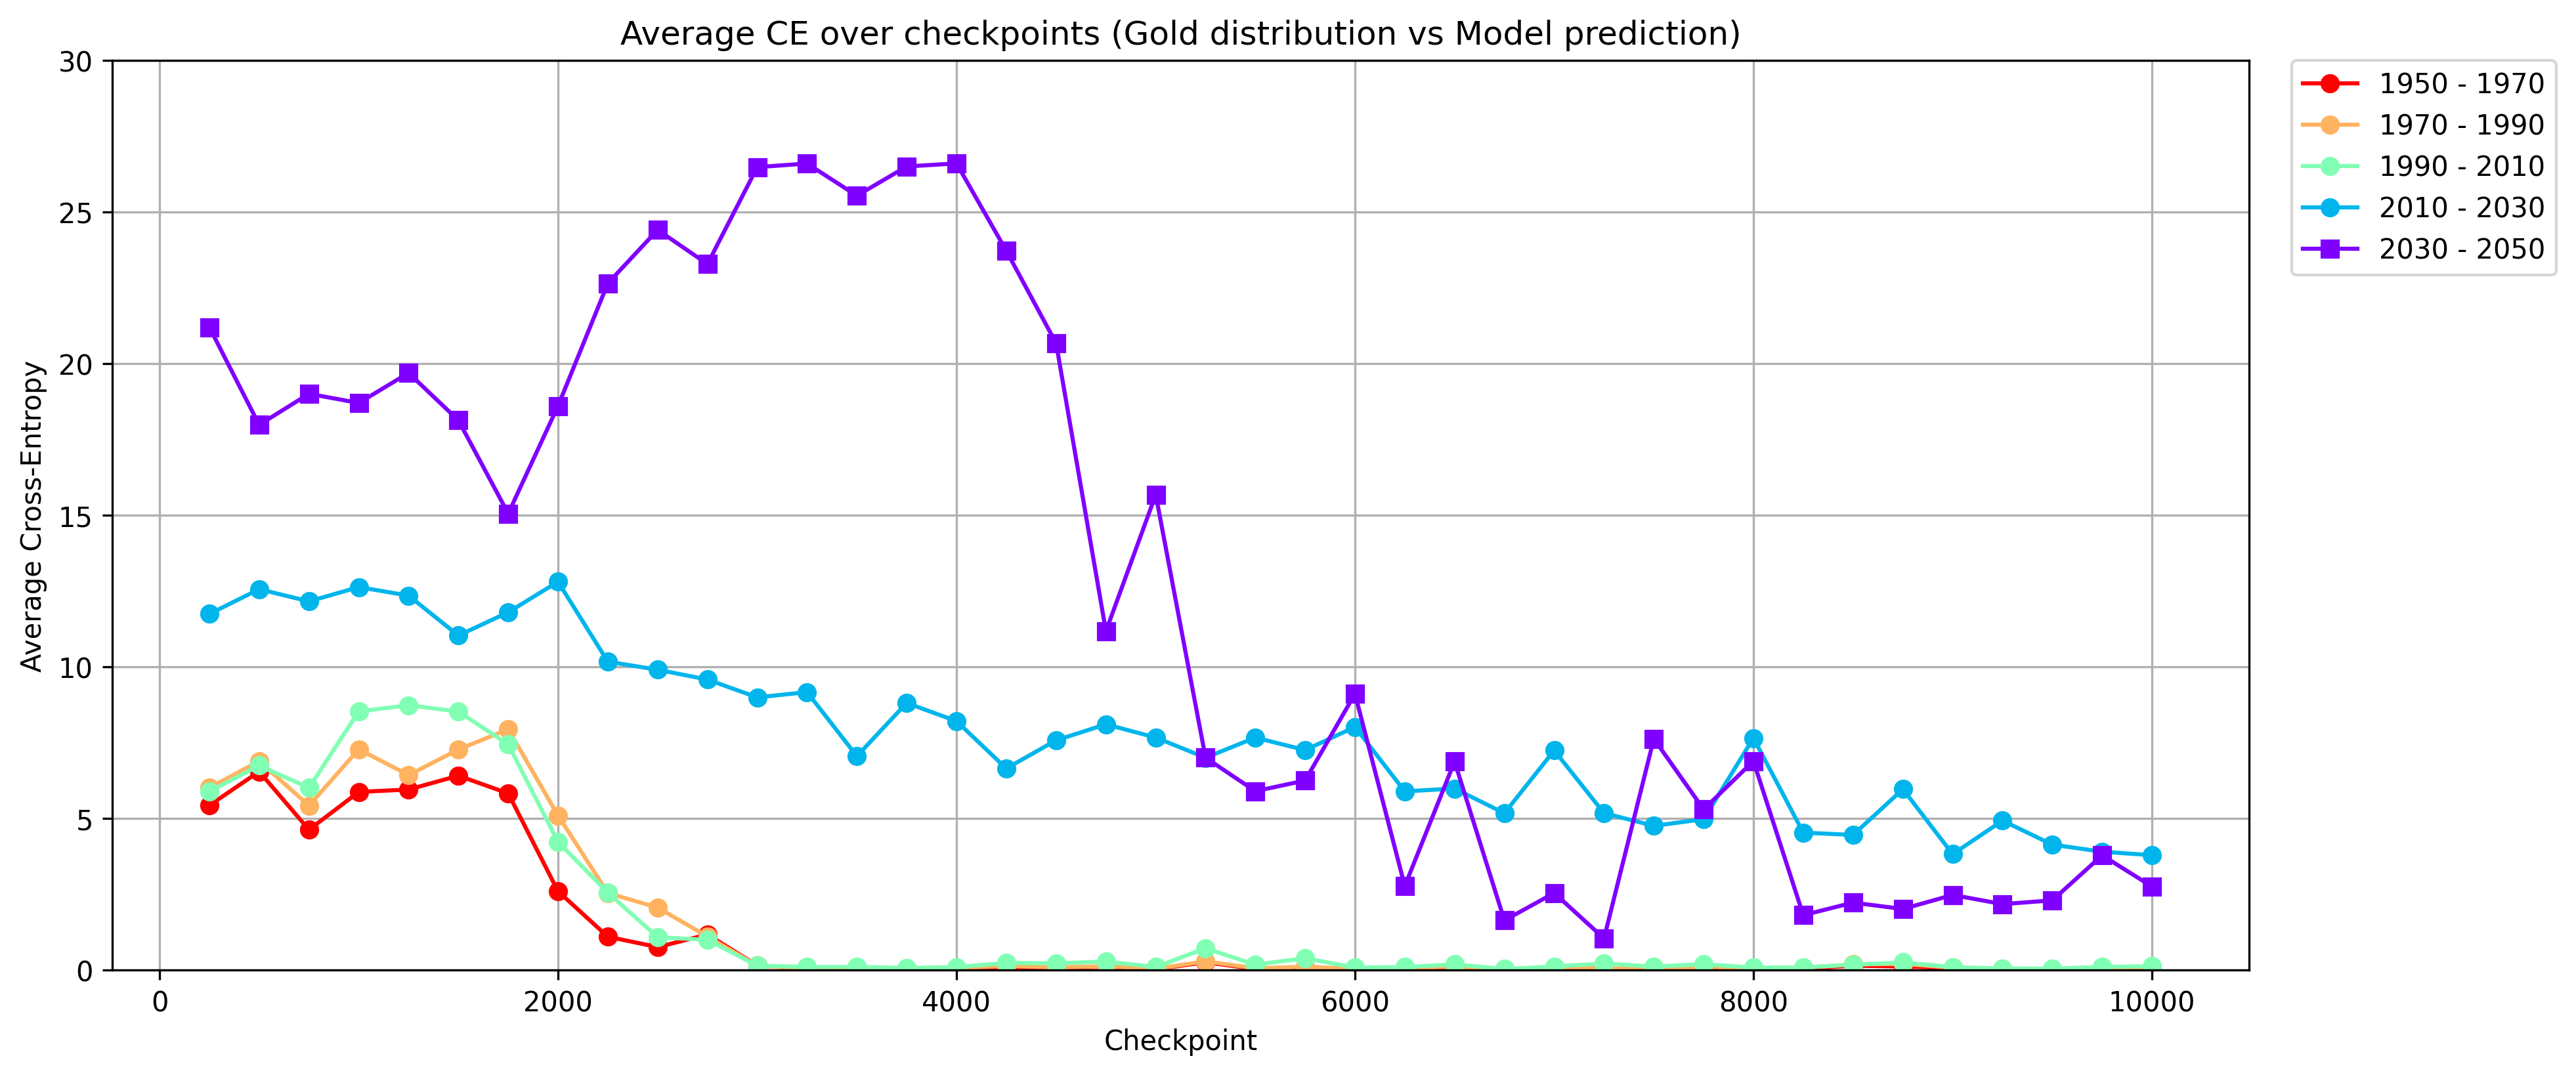 Average CE over checkpoints (Gold distribution vs Model prediction)
30
25
20
15
10
5
0
Average Cross-Entropy
0 2000 4000 6000 8000 10000
Checkpoint
1950 - 1970
1970 - 1990
1990 - 2010
2010 - 2030
2030 - 2050